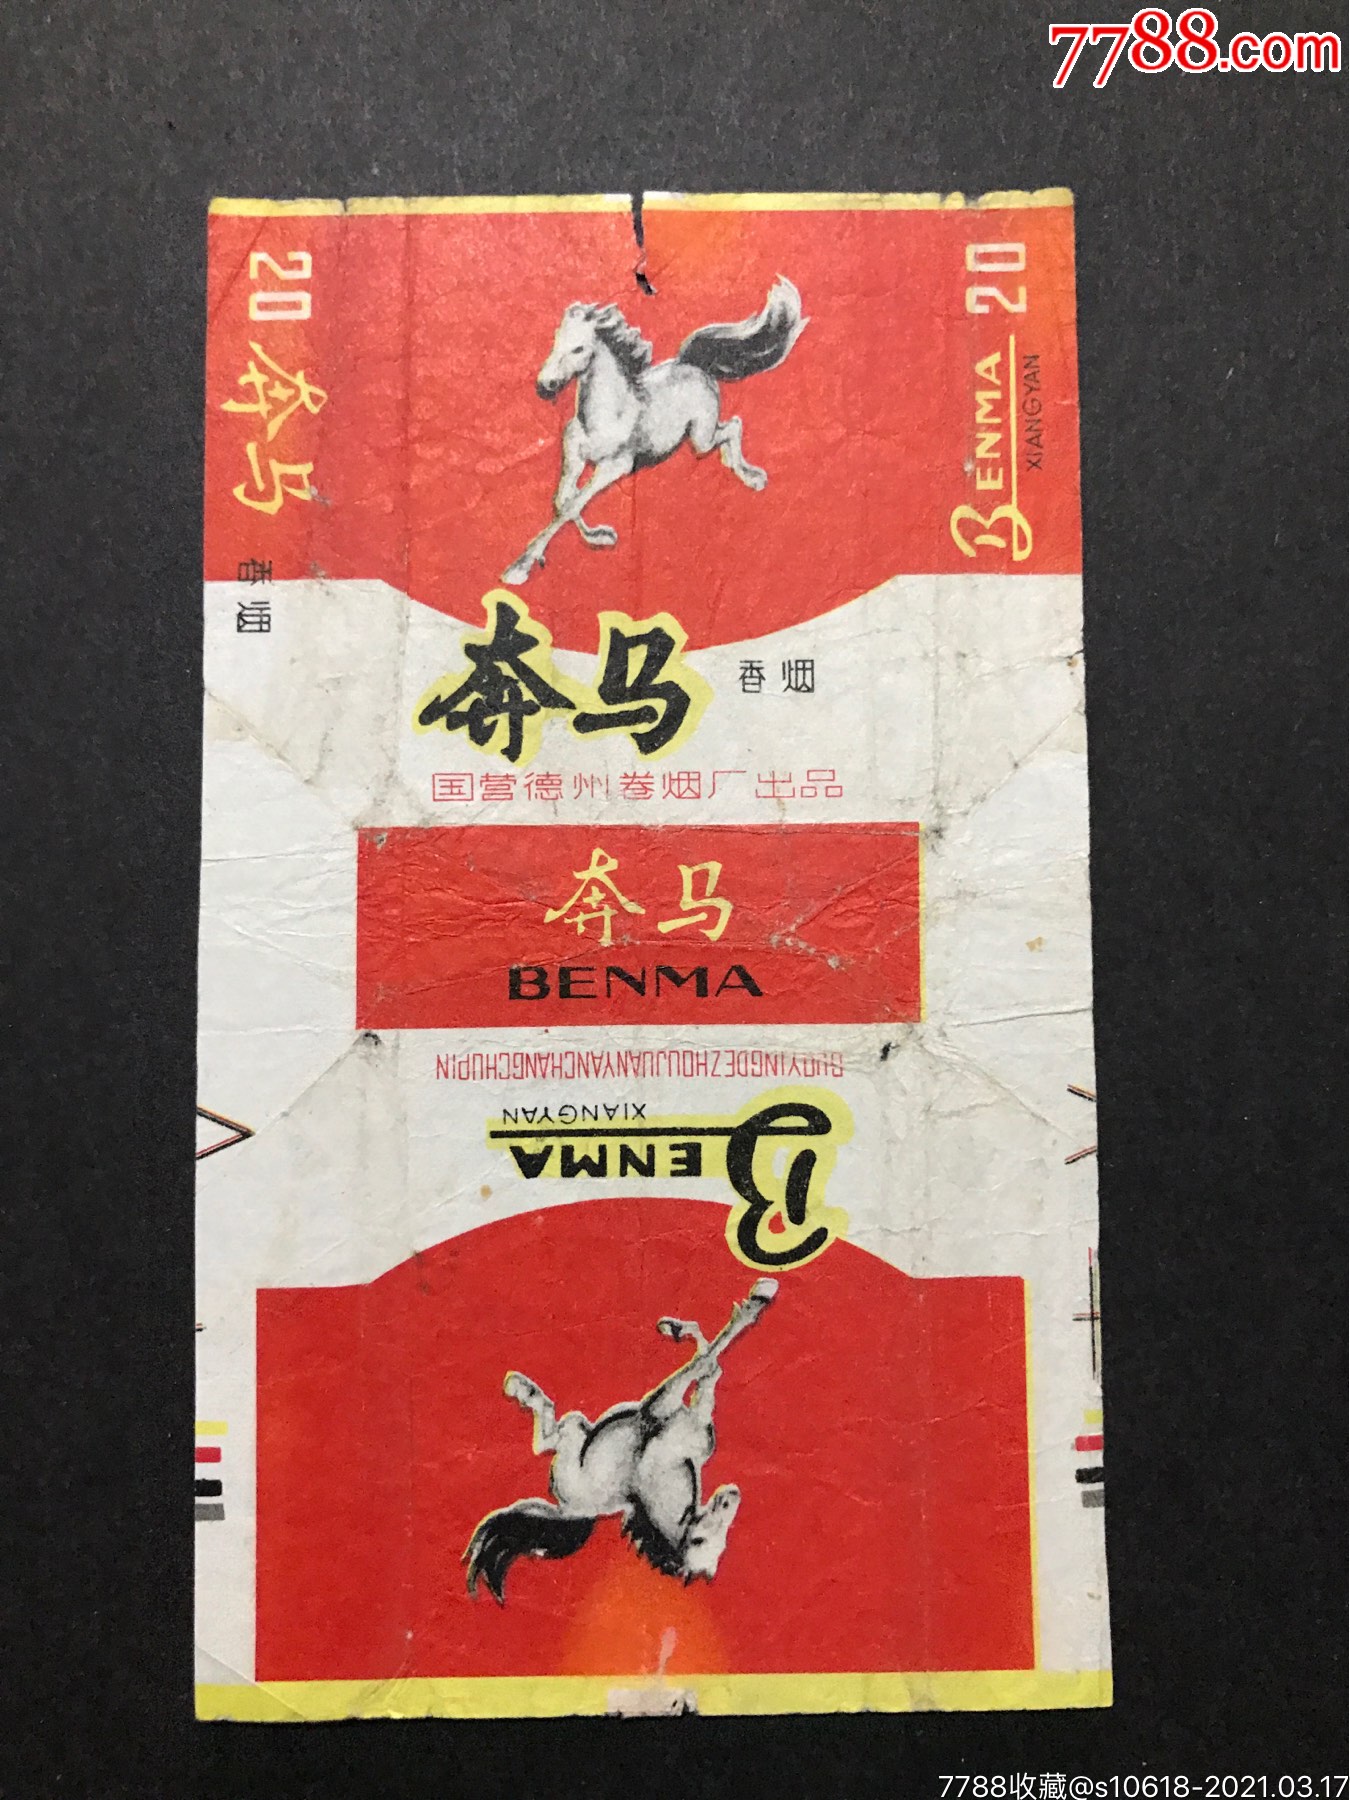 7788.com
20 奔马 香烟
BENMA 20
XIANGYAN
奔马 香烟
国营德州卷烟厂出品
奔马
BENMA
GUOYINGDEZHOUJUANYANCHANGCHUPIN
XIANGYAN
BENMA
7788收藏@s10618-2021.03.17